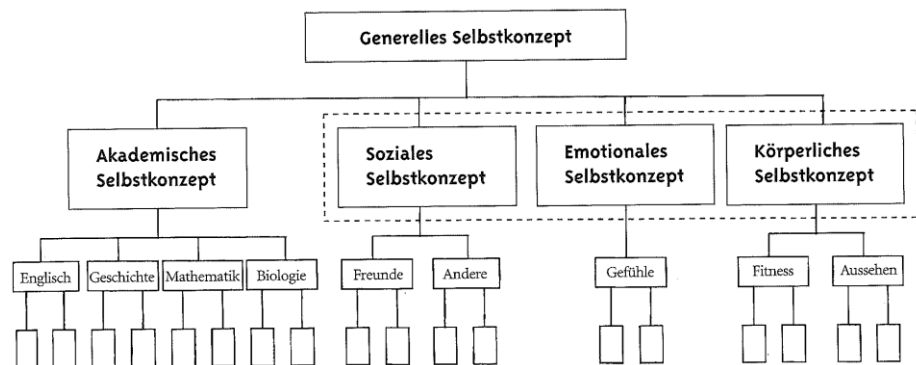 Generelles Selbstkonzept
Akademisches
Selbstkonzept
Soziales
Selbstkonzept
Emotionales
Selbstkonzept
Körperliches
Selbstkonzept
Englisch
Geschichte
Mathematik
Biologie
Freunde
Andere
Gefühle
Fitness
Aussehen